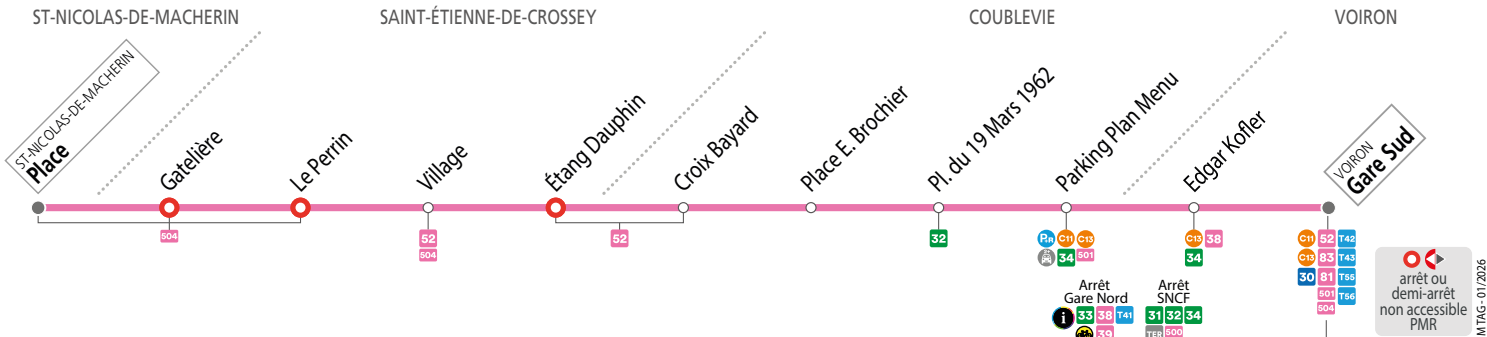 ST-NICOLAS-DE-MACHERIN
SAINT-ÉTIENNE-DE-CROSSEY
COUBLEVIE
VOIRON
ST-NICOLAS-DE-MACHERIN
Place
Gatelière
Le Perrin
Village
Étang Dauphin
Croix Bayard
Place E. Brochier
Pl. du 19 Mars 1962
Parking Plan Menu
Edgar Kofler
VOIRON
Gare Sud
504
52
504
52
32
P+R C11 C13
34 501
C13 38
34
C11 52 T42
C13 83 T43
30 81 T55
501 T56
504
Arrêt
Gare Nord
i 33 38 T41
39
Arrêt
SNCF
31 32 34
TER 500
arrêt ou
demi-arrêt
non accessible
PMR
M TAG - 01/2026